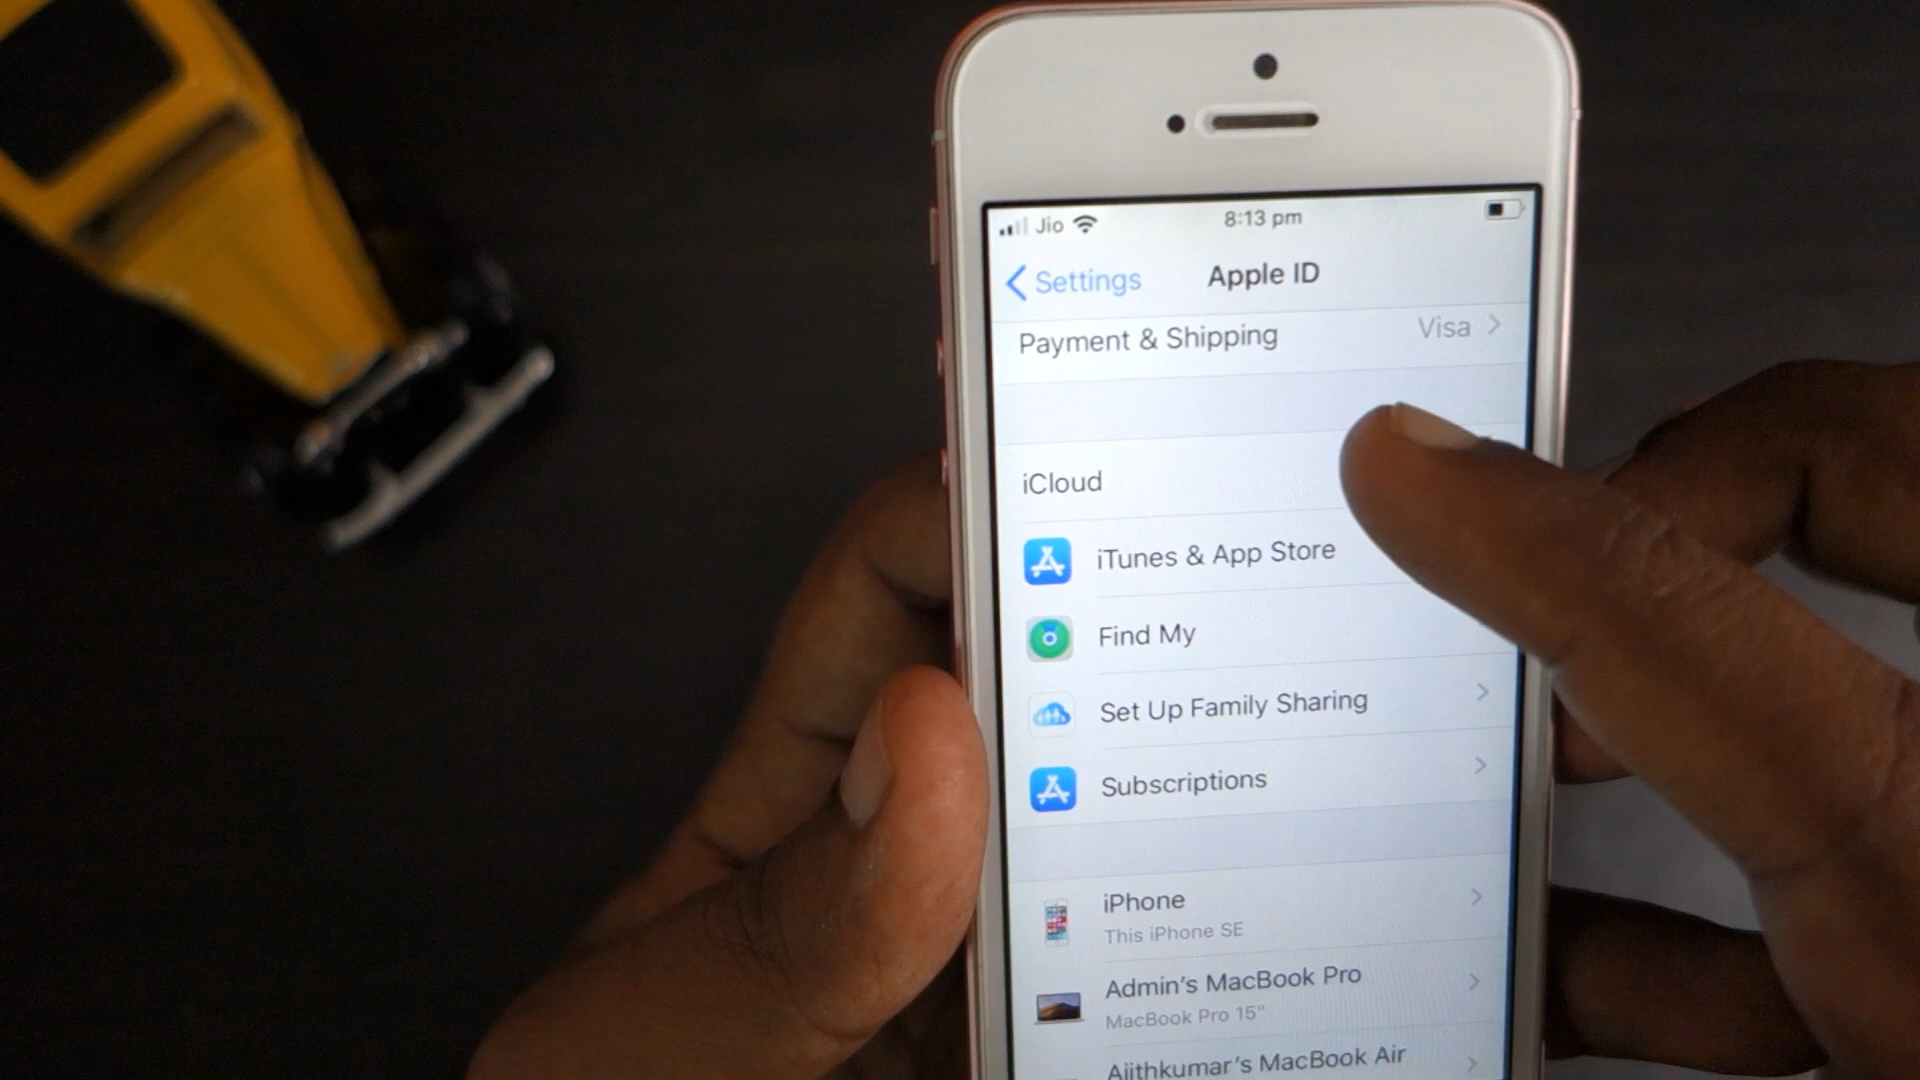 Jio 8:13 pm
Settings Apple ID
Payment & Shipping Visa
iCloud
iTunes & App Store
Find My
Set Up Family Sharing
Subscriptions
iPhone
This iPhone SE
Admin's MacBook Pro
MacBook Pro 15"
Ajithkumar's MacBook Air